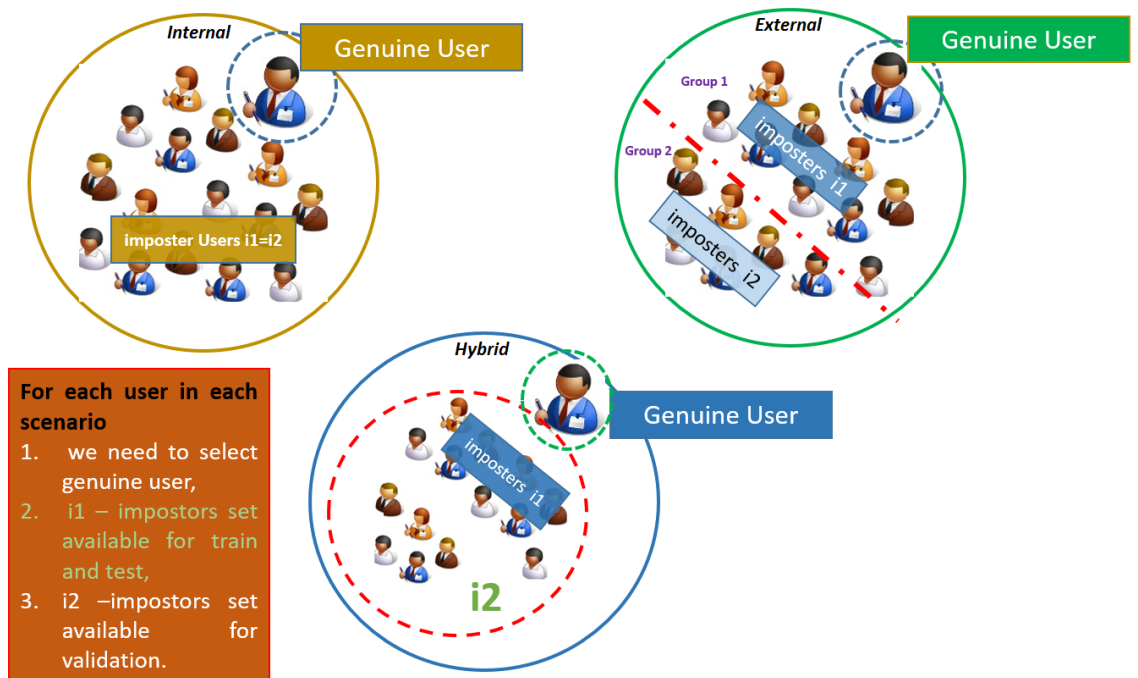 Internal
Genuine User
imposter Users i1=i2
External
Genuine User
Group 1
Group 2
imposters i1
imposters i2
Hybrid
Genuine User
imposters i1
i2
For each user in each
scenario
1. we need to select
genuine user,
2. i1 – impostors set
available for train
and test,
3. i2 –impostors set
available for
validation.